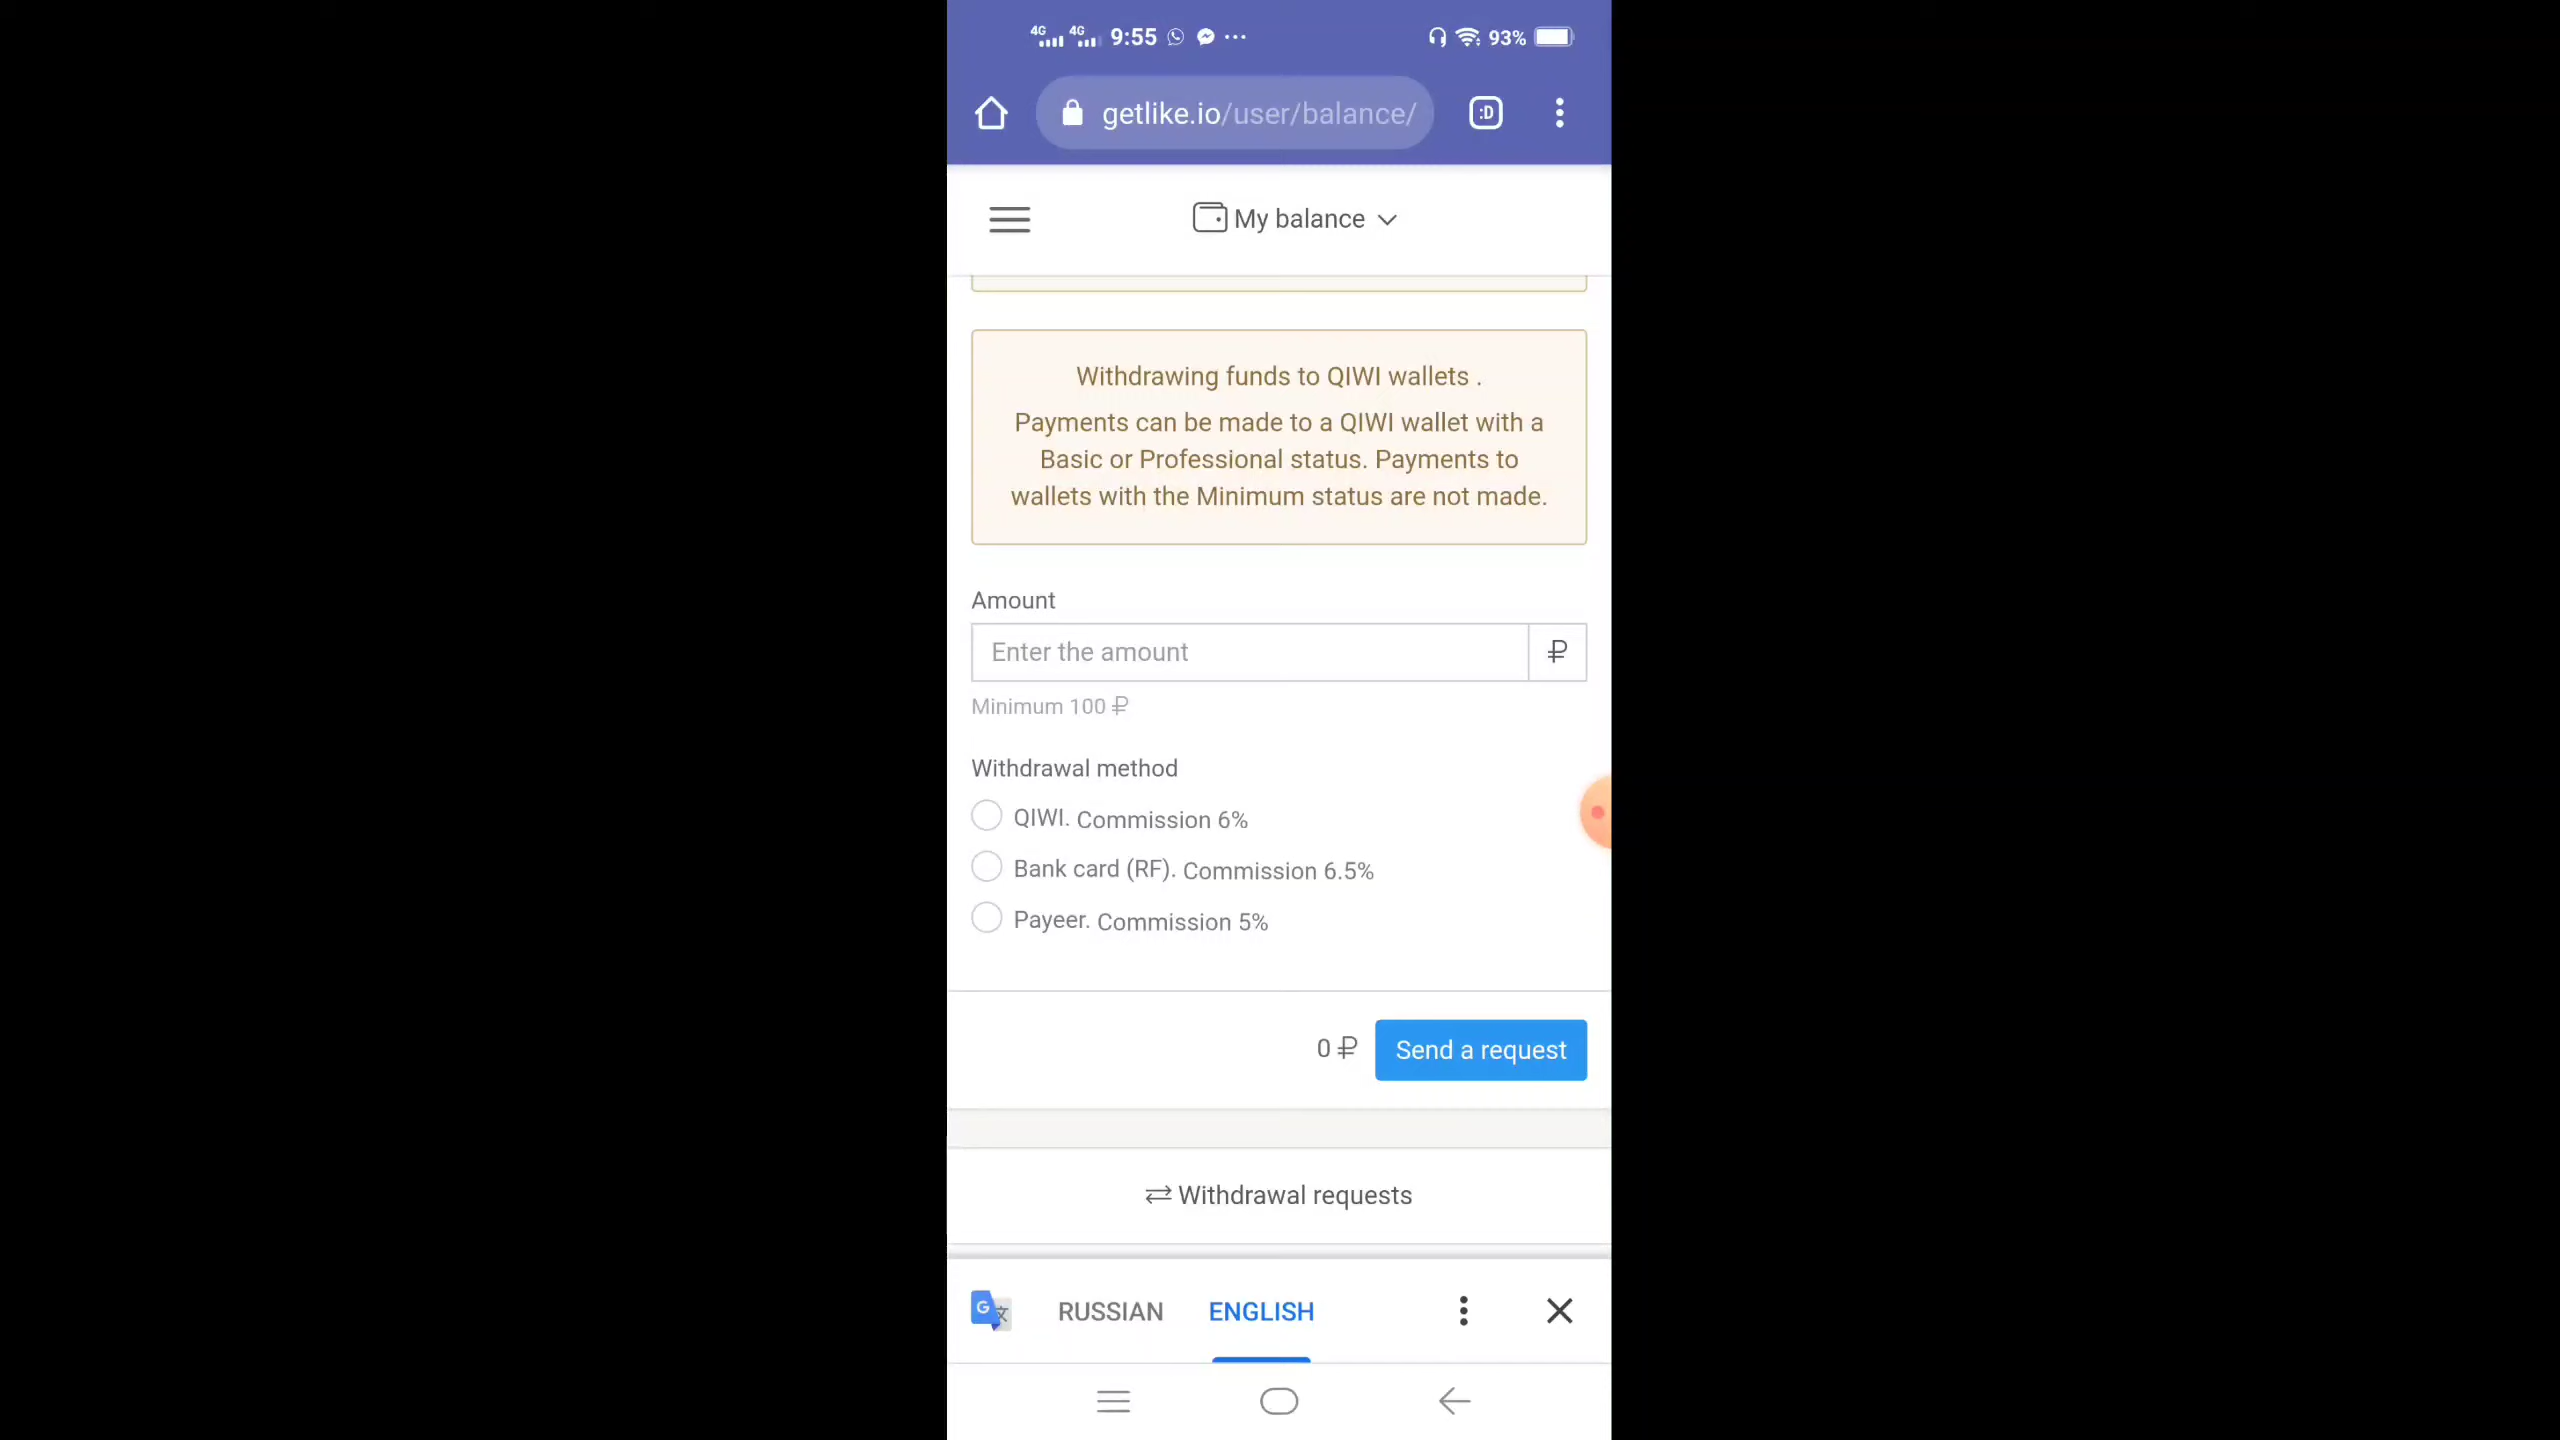 4G 4G 9:55 93%
getlike.io/user/balance/ :D
My balance
Withdrawing funds to QIWI wallets .
Payments can be made to a QIWI wallet with a
Basic or Professional status. Payments to
wallets with the Minimum status are not made.
Amount
Enter the amount ₽
Minimum 100 ₽
Withdrawal method
QIWI. Commission 6%
Bank card (RF). Commission 6.5%
Payeer. Commission 5%
0 ₽ Send a request
Withdrawal requests
G 文 RUSSIAN ENGLISH